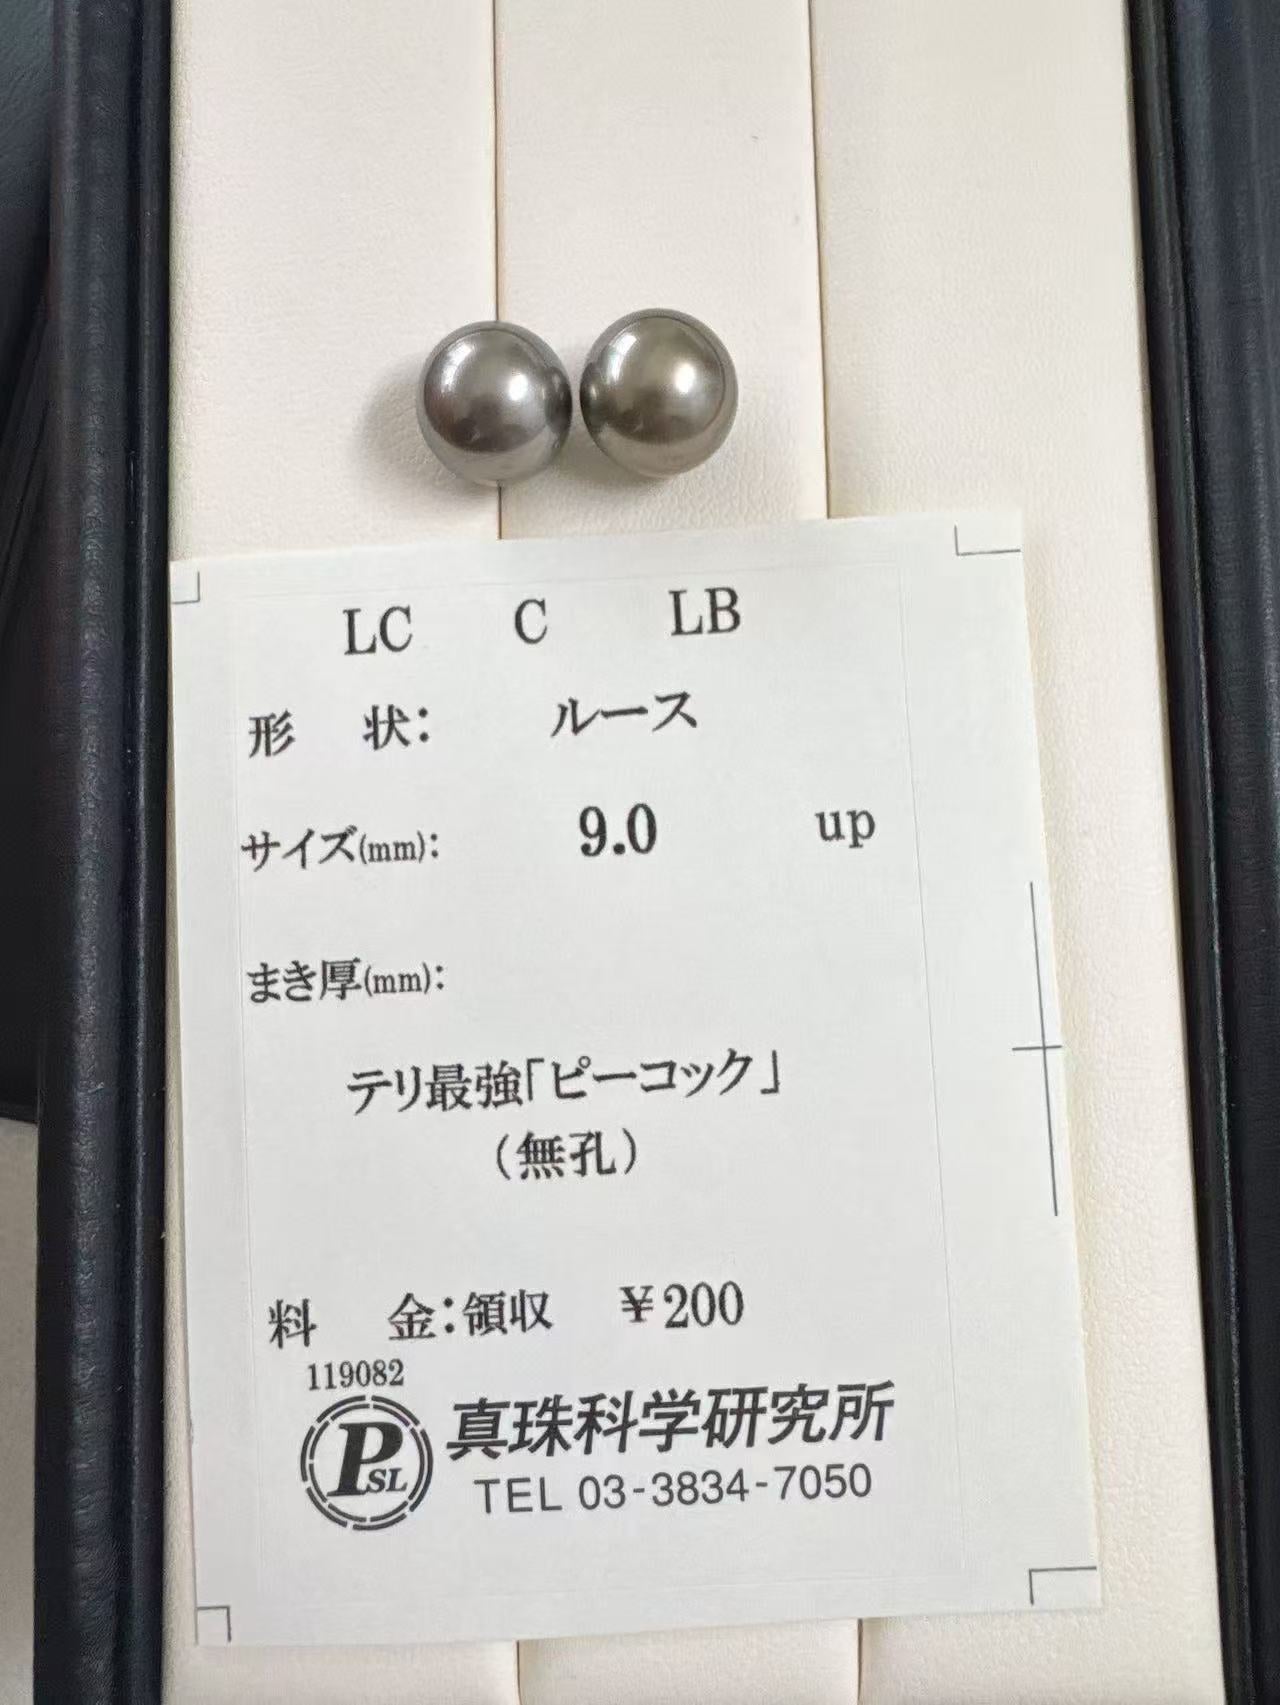 LC C LB
形 状： ルース
サイズ(mm)： 9.0 up
まき厚(mm)：
テリ最強「ピーコック」
（無孔）
料 金：領収 ￥200
119082
PSL 真珠科学研究所
TEL 03-3834-7050